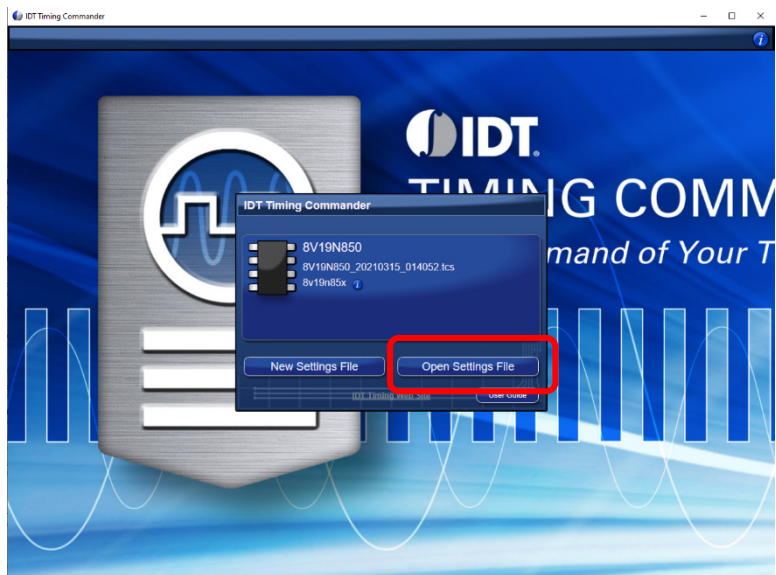 IDT Timing Commander
IDT.
TIMING COMM
mand of Your T
IDT Timing Commander
8V19N850
8V19N850_20210315_014052.tcs
8v19n85x i
New Settings File
Open Settings File
IDT Timing Web Site
User Guide